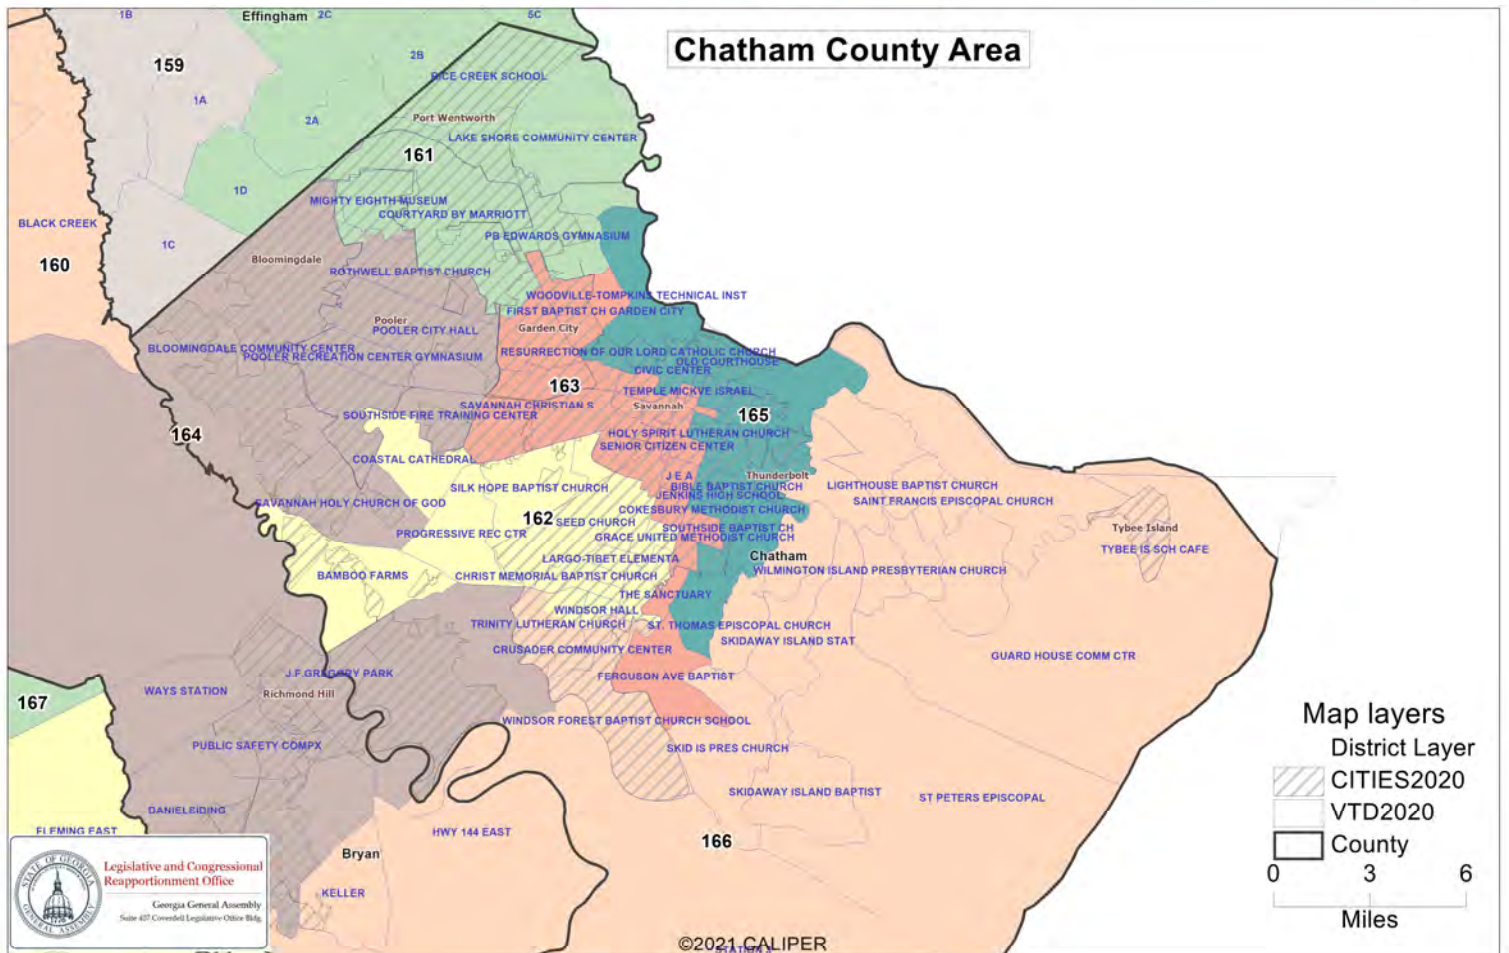 1B
Effingham
2C
5C
Chatham County Area
159
2B
RICE CREEK SCHOOL
1A
2A
Port Wentworth
LAKE SHORE COMMUNITY CENTER
161
1D
MIGHTY EIGHTH MUSEUM
COURTYARD BY MARRIOTT
BLACK CREEK
1C
PB EDWARDS GYMNASIUM
160
Bloomingdale
ROTHWELL BAPTIST CHURCH
WOODVILLE-TOMPKINS TECHNICAL INST
FIRST BAPTIST CH GARDEN CITY
Pooler
POOLER CITY HALL
Garden City
BLOOMINGDALE COMMUNITY CENTER
POOLER RECREATION CENTER GYMNASIUM
RESURRECTION OF OUR LORD CATHOLIC CHURCH
OLD COURTHOUSE
CIVIC CENTER
163
TEMPLE MICKVE ISRAEL
SAVANNAH CHRISTIAN S
Savannah
SOUTHSIDE FIRE TRAINING CENTER
165
164
HOLY SPIRIT LUTHERAN CHURCH
SENIOR CITIZEN CENTER
COASTAL CATHEDRAL
J E A
Thunderbolt
SILK HOPE BAPTIST CHURCH
BIBLE BAPTIST CHURCH
LIGHTHOUSE BAPTIST CHURCH
JENKINS HIGH SCHOOL
SAINT FRANCIS EPISCOPAL CHURCH
SAVANNAH HOLY CHURCH OF GOD
COKESBURY METHODIST CHURCH
162
SEED CHURCH
SOUTHSIDE BAPTIST CH
Tybee Island
PROGRESSIVE REC CTR
GRACE UNITED METHODIST CHURCH
TYBEE IS SCH CAFE
LARGO-TIBET ELEMENTA
Chatham
BAMBOO FARMS
CHRIST MEMORIAL BAPTIST CHURCH
WILMINGTON ISLAND PRESBYTERIAN CHURCH
THE SANCTUARY
WINDSOR HALL
TRINITY LUTHERAN CHURCH
ST. THOMAS EPISCOPAL CHURCH
SKIDAWAY ISLAND STAT
CRUSADER COMMUNITY CENTER
GUARD HOUSE COMM CTR
J.F.GREGORY PARK
FERGUSON AVE BAPTIST
WAYS STATION
Richmond Hill
167
WINDSOR FOREST BAPTIST CHURCH SCHOOL
PUBLIC SAFETY COMPX
SKID IS PRES CHURCH
SKIDAWAY ISLAND BAPTIST
ST PETERS EPISCOPAL
DANIELSIDING
FLEMING EAST
HWY 144 EAST
166
Bryan
KELLER
Map layers
District Layer
CITIES2020
VTD2020
County
0 3 6
Miles
STATE OF GEORGIA
GENERAL ASSEMBLY
Legislative and Congressional
Reapportionment Office
Georgia General Assembly
Suite 407 Coverdell Legislative Office Bldg.
©2021 CALIPER